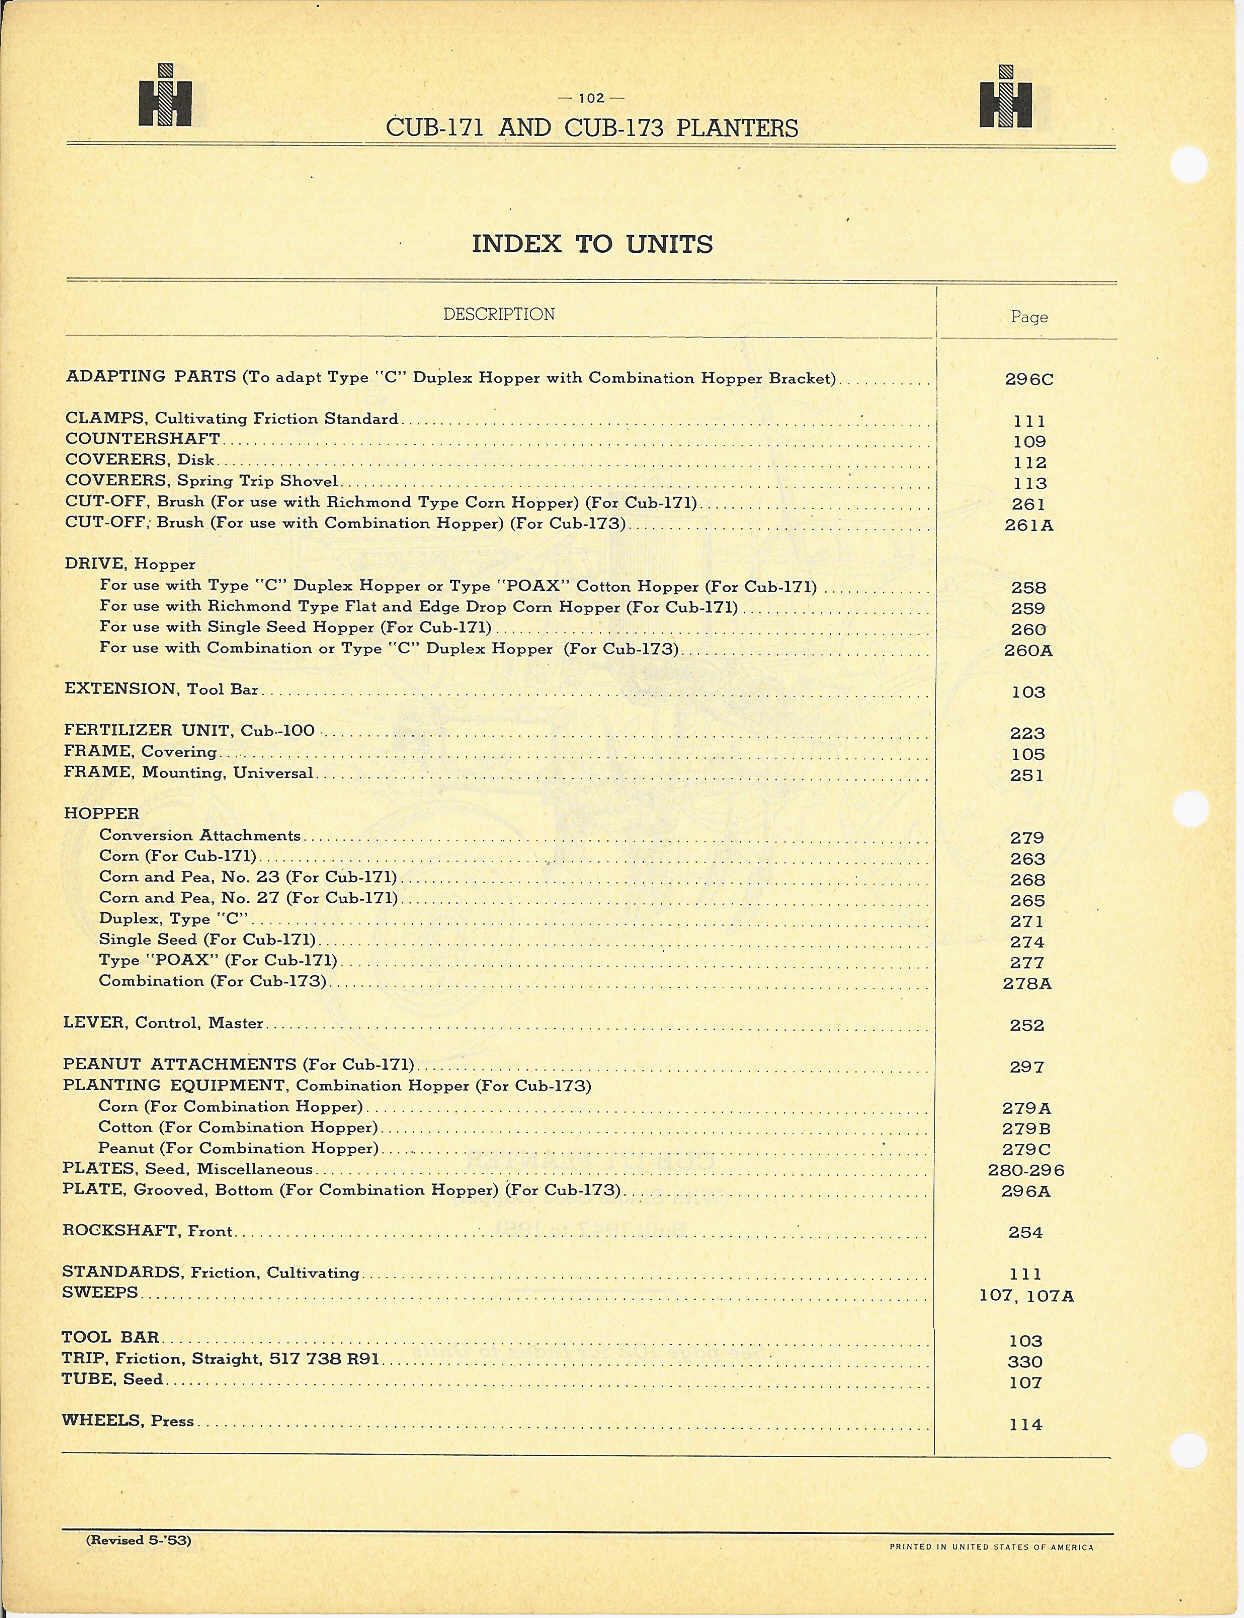 — 102 —
CUB-171 AND CUB-173 PLANTERS
INDEX TO UNITS
DESCRIPTION Page
ADAPTING PARTS (To adapt Type "C" Duplex Hopper with Combination Hopper Bracket) 296C
CLAMPS, Cultivating Friction Standard 111
COUNTERSHAFT 109
COVERERS, Disk 112
COVERERS, Spring Trip Shovel 113
CUT-OFF, Brush (For use with Richmond Type Corn Hopper) (For Cub-171) 261
CUT-OFF, Brush (For use with Combination Hopper) (For Cub-173) 261A
DRIVE, Hopper
For use with Type "C" Duplex Hopper or Type "POAX" Cotton Hopper (For Cub-171) 258
For use with Richmond Type Flat and Edge Drop Corn Hopper (For Cub-171) 259
For use with Single Seed Hopper (For Cub-171) 260
For use with Combination or Type "C" Duplex Hopper (For Cub-173) 260A
EXTENSION, Tool Bar 103
FERTILIZER UNIT, Cub-100 223
FRAME, Covering 105
FRAME, Mounting, Universal 251
HOPPER
Conversion Attachments 279
Corn (For Cub-171) 263
Corn and Pea, No. 23 (For Cub-171) 268
Corn and Pea, No. 27 (For Cub-171) 265
Duplex, Type "C" 271
Single Seed (For Cub-171) 274
Type "POAX" (For Cub-171) 277
Combination (For Cub-173) 278A
LEVER, Control, Master 252
PEANUT ATTACHMENTS (For Cub-171) 297
PLANTING EQUIPMENT, Combination Hopper (For Cub-173)
Corn (For Combination Hopper) 279A
Cotton (For Combination Hopper) 279B
Peanut (For Combination Hopper) 279C
PLATES, Seed, Miscellaneous 280-296
PLATE, Grooved, Bottom (For Combination Hopper) (For Cub-173) 296A
ROCKSHAFT, Front 254
STANDARDS, Friction, Cultivating 111
SWEEPS 107, 107A
TOOL BAR 103
TRIP, Friction, Straight, 517 738 R91 330
TUBE, Seed 107
WHEELS, Press 114
(Revised 5-'53)
PRINTED IN UNITED STATES OF AMERICA